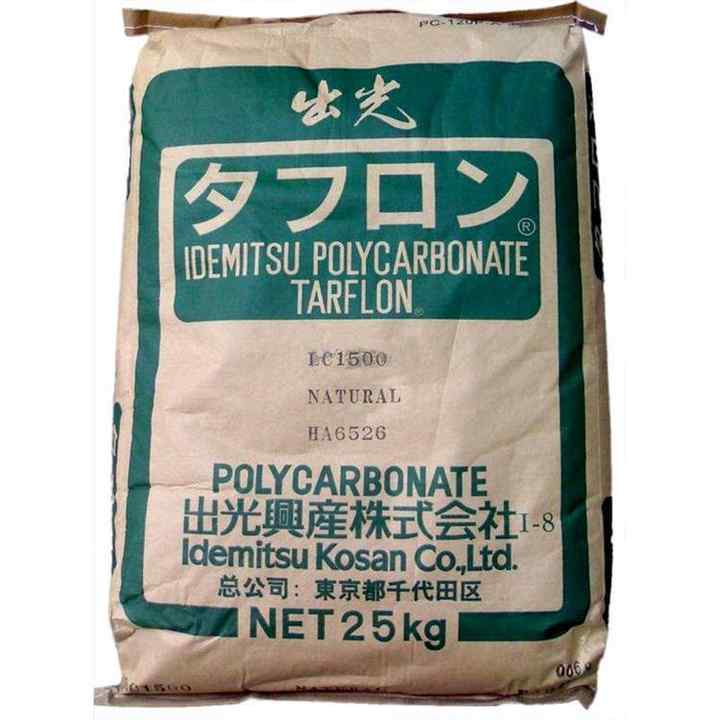 出光
タフロン®
IDEMITSU POLYCARBONATE
TARFLON®
LC1500
NATURAL
HA6526
POLYCARBONATE
出光興産株式会社 I-8
Idemitsu Kosan Co.,Ltd.
总公司：東京都千代田区
NET 25kg